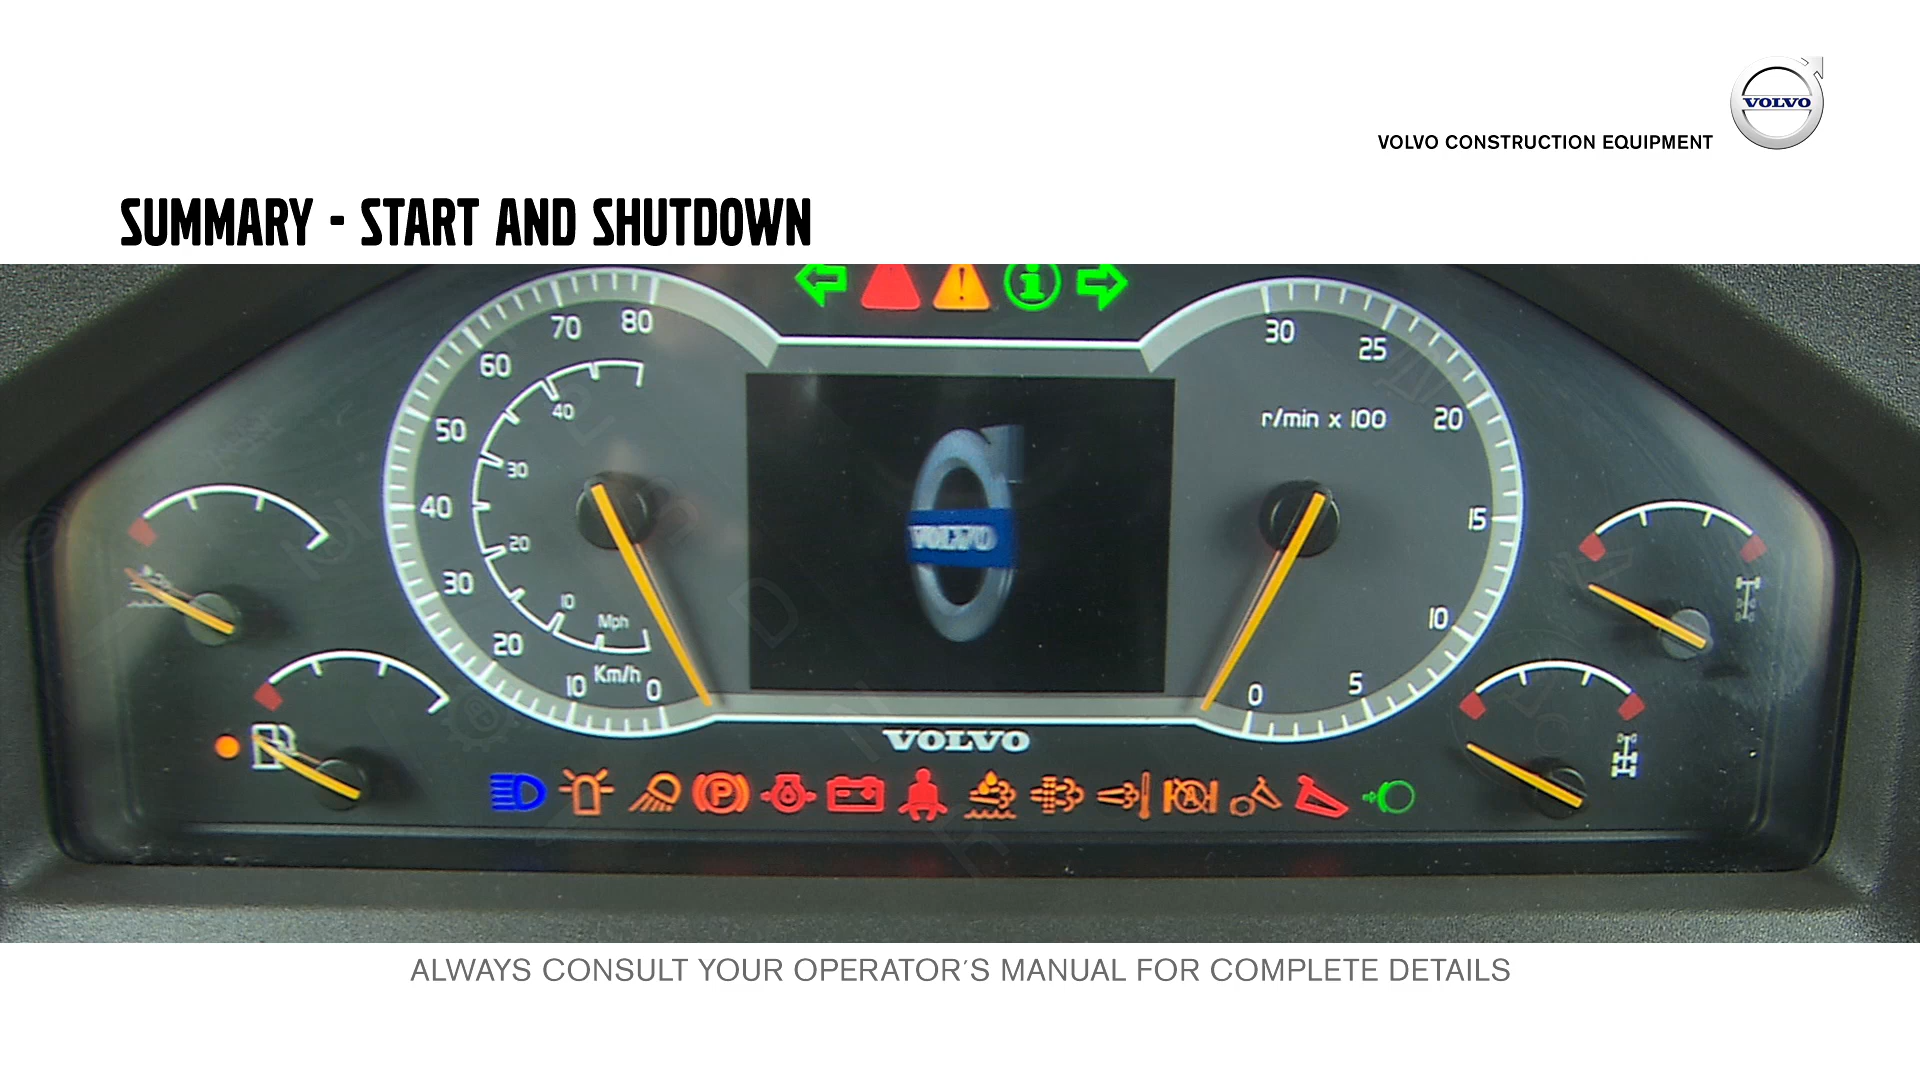 VOLVO
VOLVO CONSTRUCTION EQUIPMENT
SUMMARY - START AND SHUTDOWN
70 80
60
50
40
30
20
10
0
Km/h
40
30
20
10
Mph
VOLVO
30
25
20
15
10
5
0
r/min x 100
VOLVO
P
A
ALWAYS CONSULT YOUR OPERATOR´S MANUAL FOR COMPLETE DETAILS